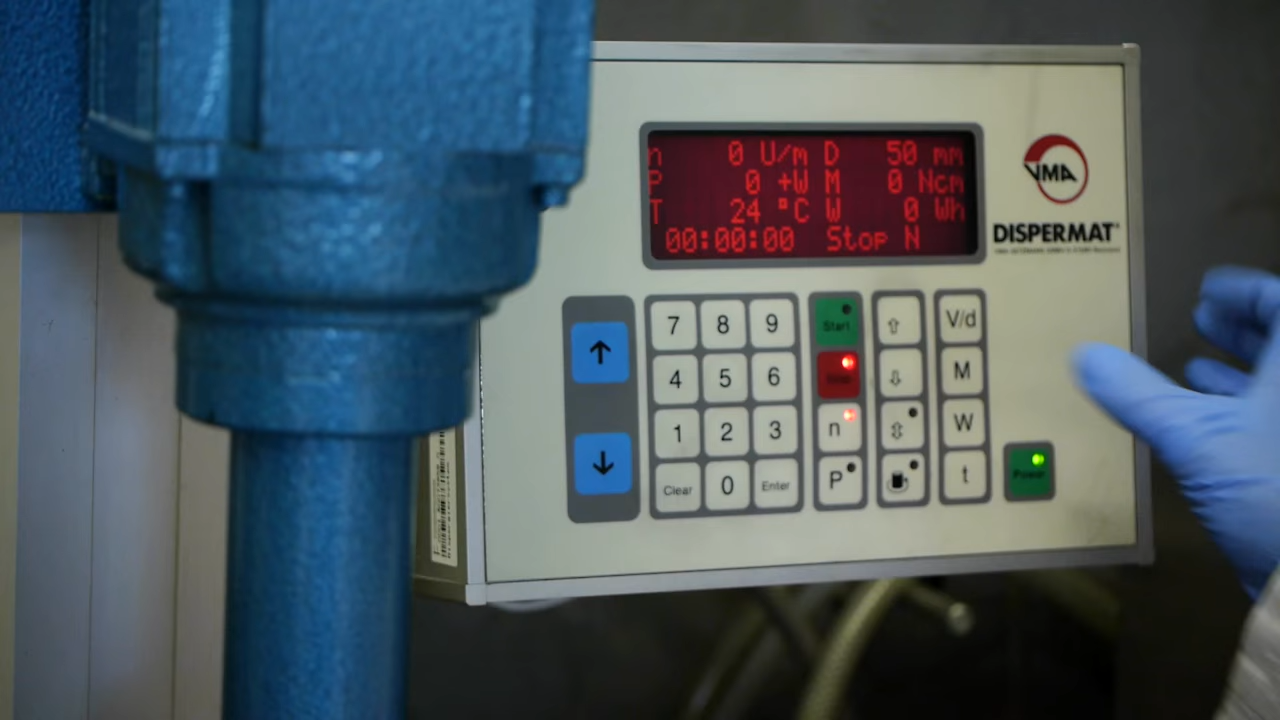 n 0 U/m D 50 mm
P 0 +W M 0 Ncm
T 24 °C W 0 Wh
00:00:00 Stop N
VMA
DISPERMAT®
7 8 9 Start V/d
4 5 6 M
1 2 3 n W
Clear 0 Enter P t
Power